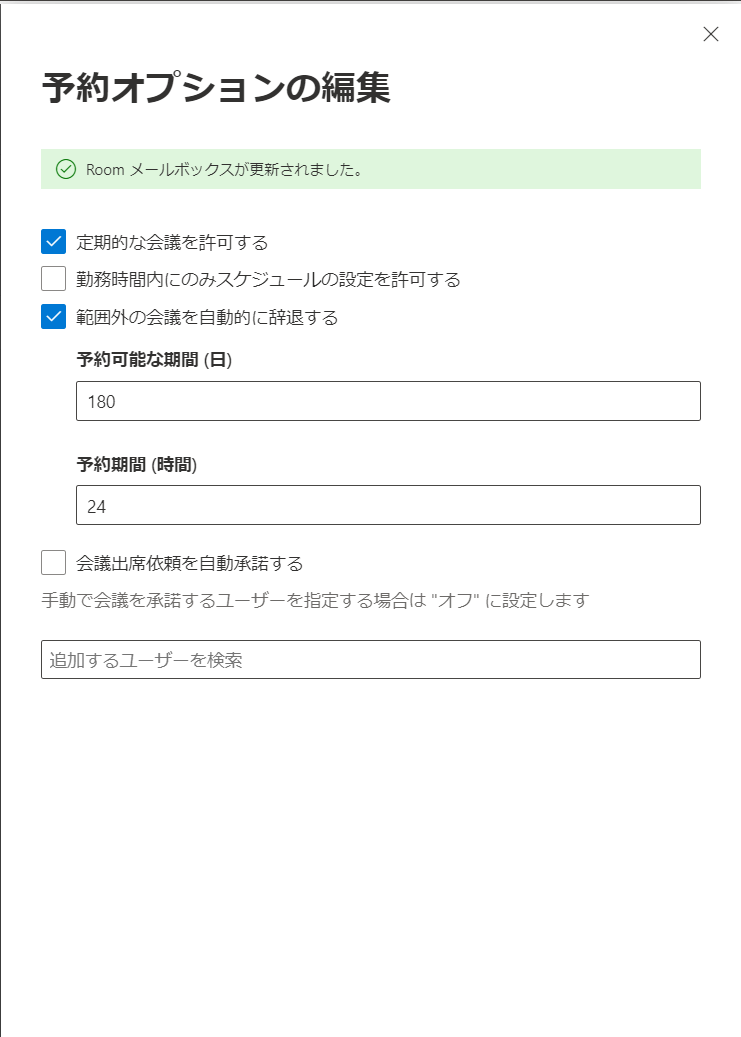 予約オプションの編集
Room メールボックスが更新されました。
定期的な会議を許可する
勤務時間内にのみスケジュールの設定を許可する
範囲外の会議を自動的に辞退する
予約可能な期間 (日)
180
予約期間 (時間)
24
会議出席依頼を自動承諾する
手動で会議を承諾するユーザーを指定する場合は "オフ" に設定します
追加するユーザーを検索